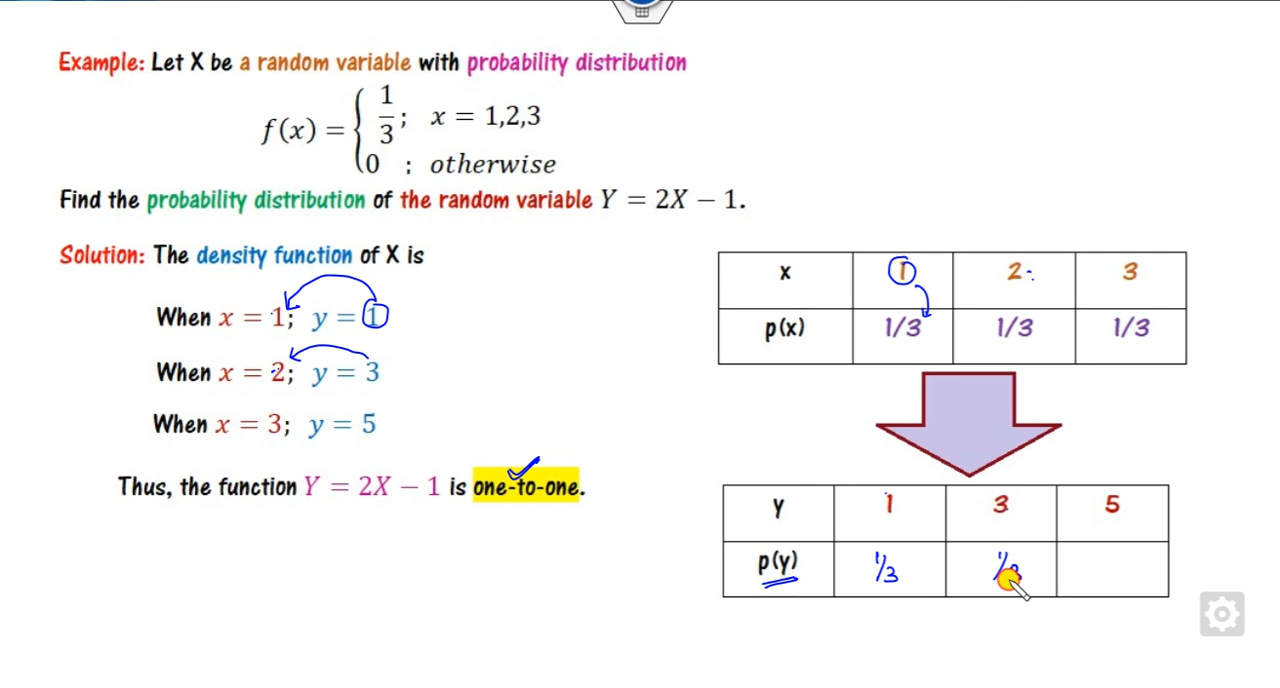 Example: Let X be a random variable with probability distribution
f(x) = { 1/3 ; x = 1,2,3
0 ; otherwise
Find the probability distribution of the random variable Y = 2X − 1.
Solution: The density function of X is
When x = 1; y = 1
When x = 2; y = 3
When x = 3; y = 5
Thus, the function Y = 2X − 1 is one-to-one.
X 1 2 3
p(x) 1/3 1/3 1/3
Y 1 3 5
p(y) 1/3